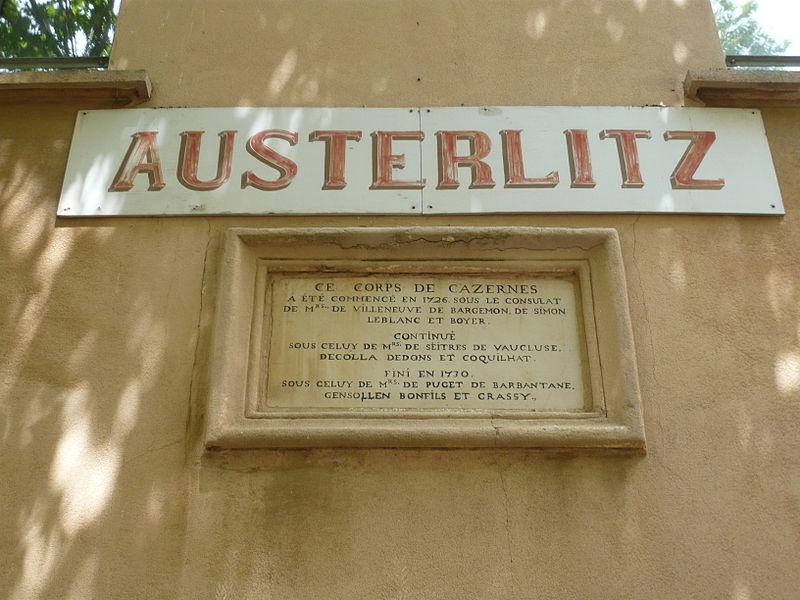 AUSTERLITZ
CE CORPS DE CAZERNES
A ÉTÉ COMMENCÉ EN 1726. SOUS LE CONSULAT
DE MRS. DE VILLENEUVE DE BARGEMON, DE SIMON
LEBLANC ET BOYER.
CONTINUÉ
SOUS CELUY DE MRS. DE SEITRES DE VAUCLUSE,
DECOLLA DEDONS ET COQUILHAT.
FINI EN 1730.
SOUS CELUY DE MRS. DE PUGET DE BARBANTANE,
GENSOLLEN BONFILS ET GRASSY.,